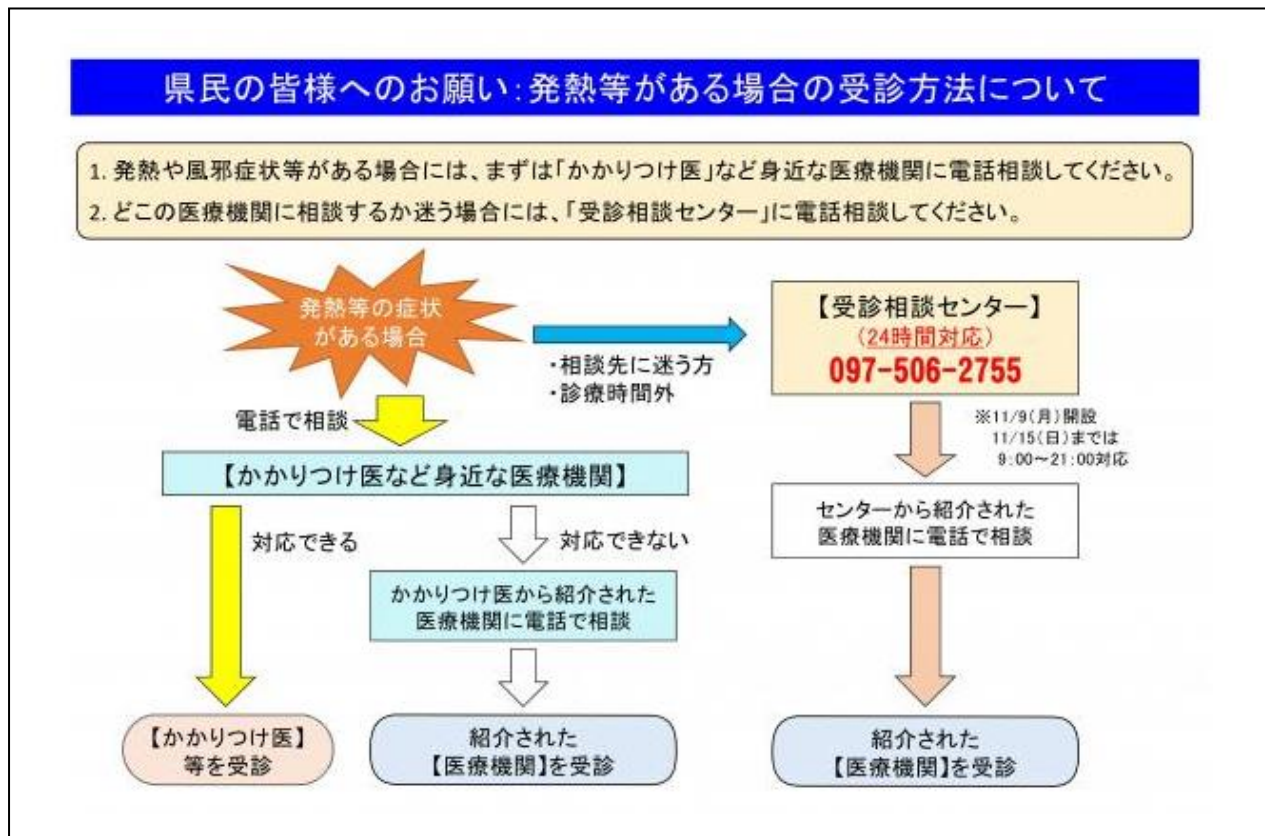 県民の皆様へのお願い:発熱等がある場合の受診方法について
1. 発熱や風邪症状等がある場合には、まずは「かかりつけ医」など身近な医療機関に電話相談してください。
2. どこの医療機関に相談するか迷う場合には、「受診相談センター」に電話相談してください。
発熱等の症状
がある場合
・相談先に迷う方
・診療時間外
【受診相談センター】
(24時間対応)
097-506-2755
電話で相談
※11/9(月)開設
11/15(日)までは
9:00~21:00対応
【かかりつけ医など身近な医療機関】
対応できる
対応できない
かかりつけ医から紹介された
医療機関に電話で相談
センターから紹介された
医療機関に電話で相談
【かかりつけ医】
等を受診
紹介された
【医療機関】を受診
紹介された
【医療機関】を受診